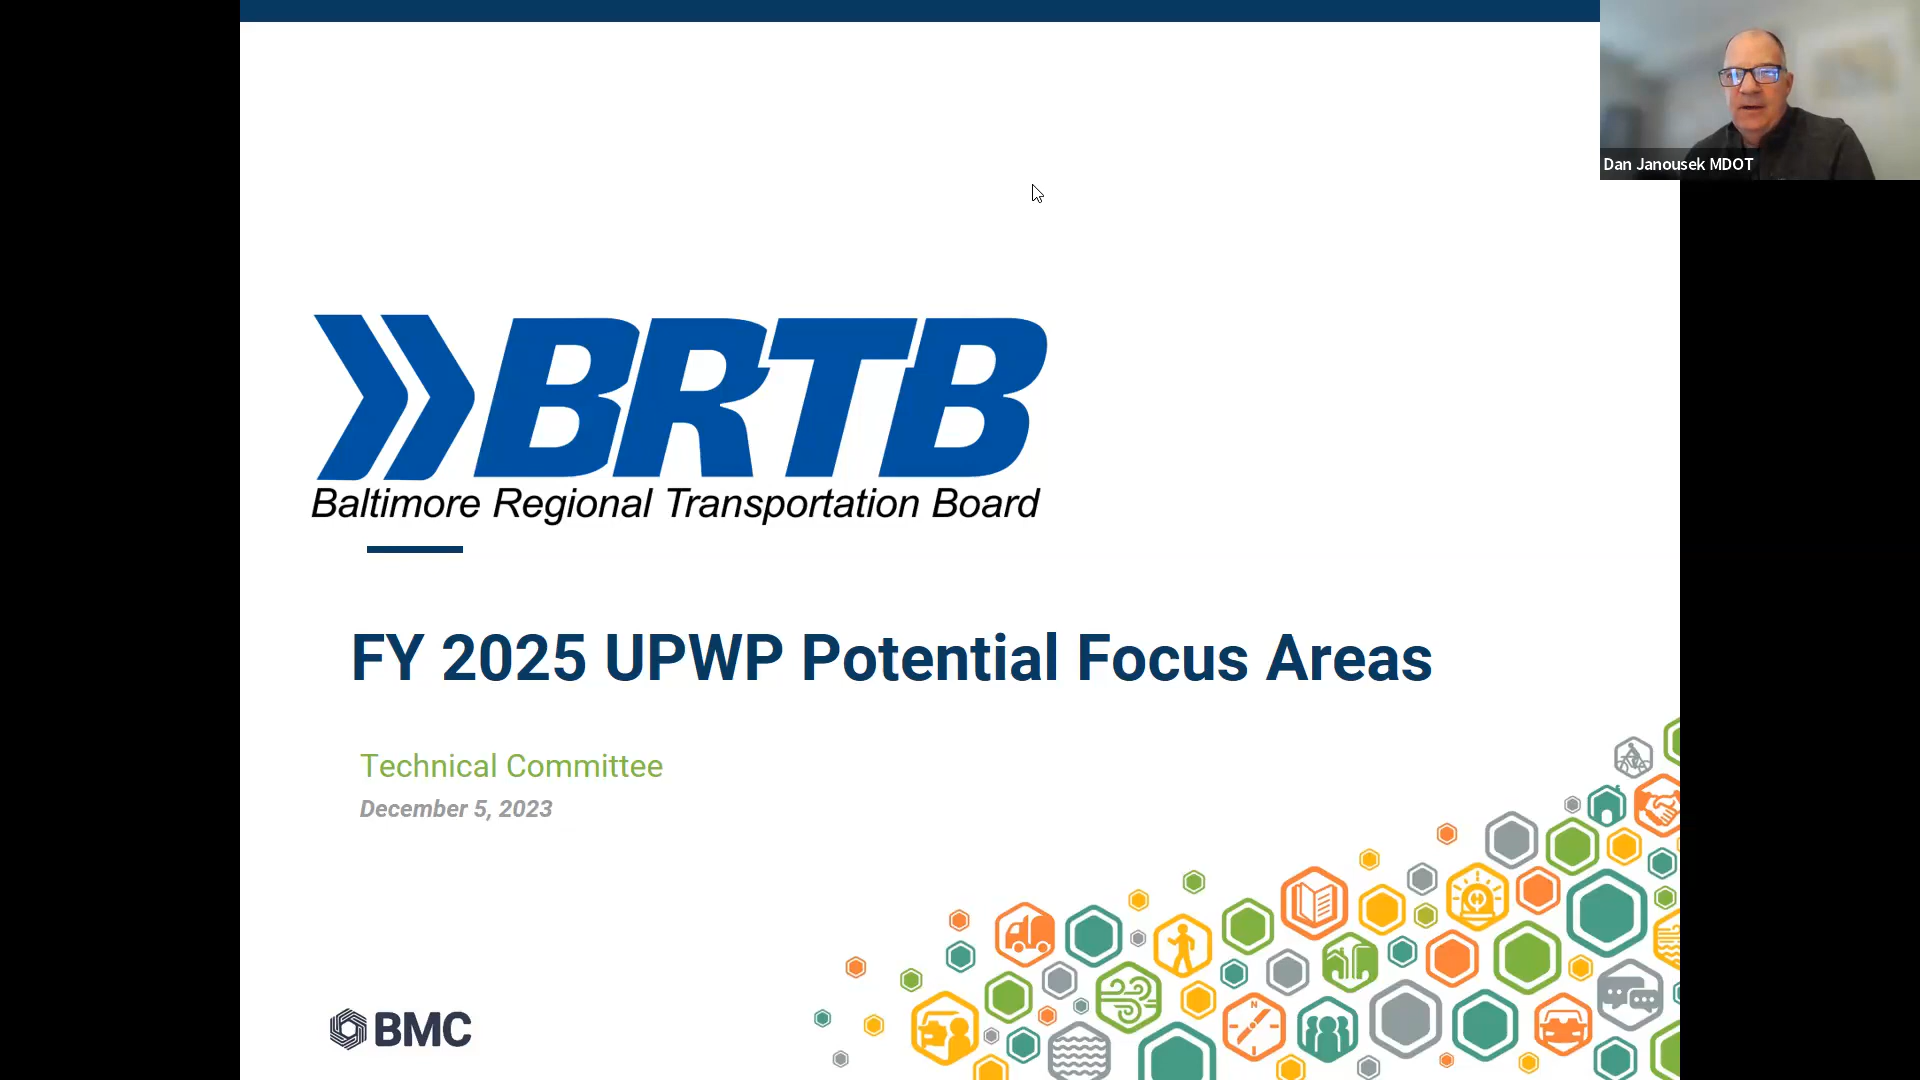 Dan Janousek MDOT
BRTB
Baltimore Regional Transportation Board
FY 2025 UPWP Potential Focus Areas
Technical Committee
December 5, 2023
BMC
N